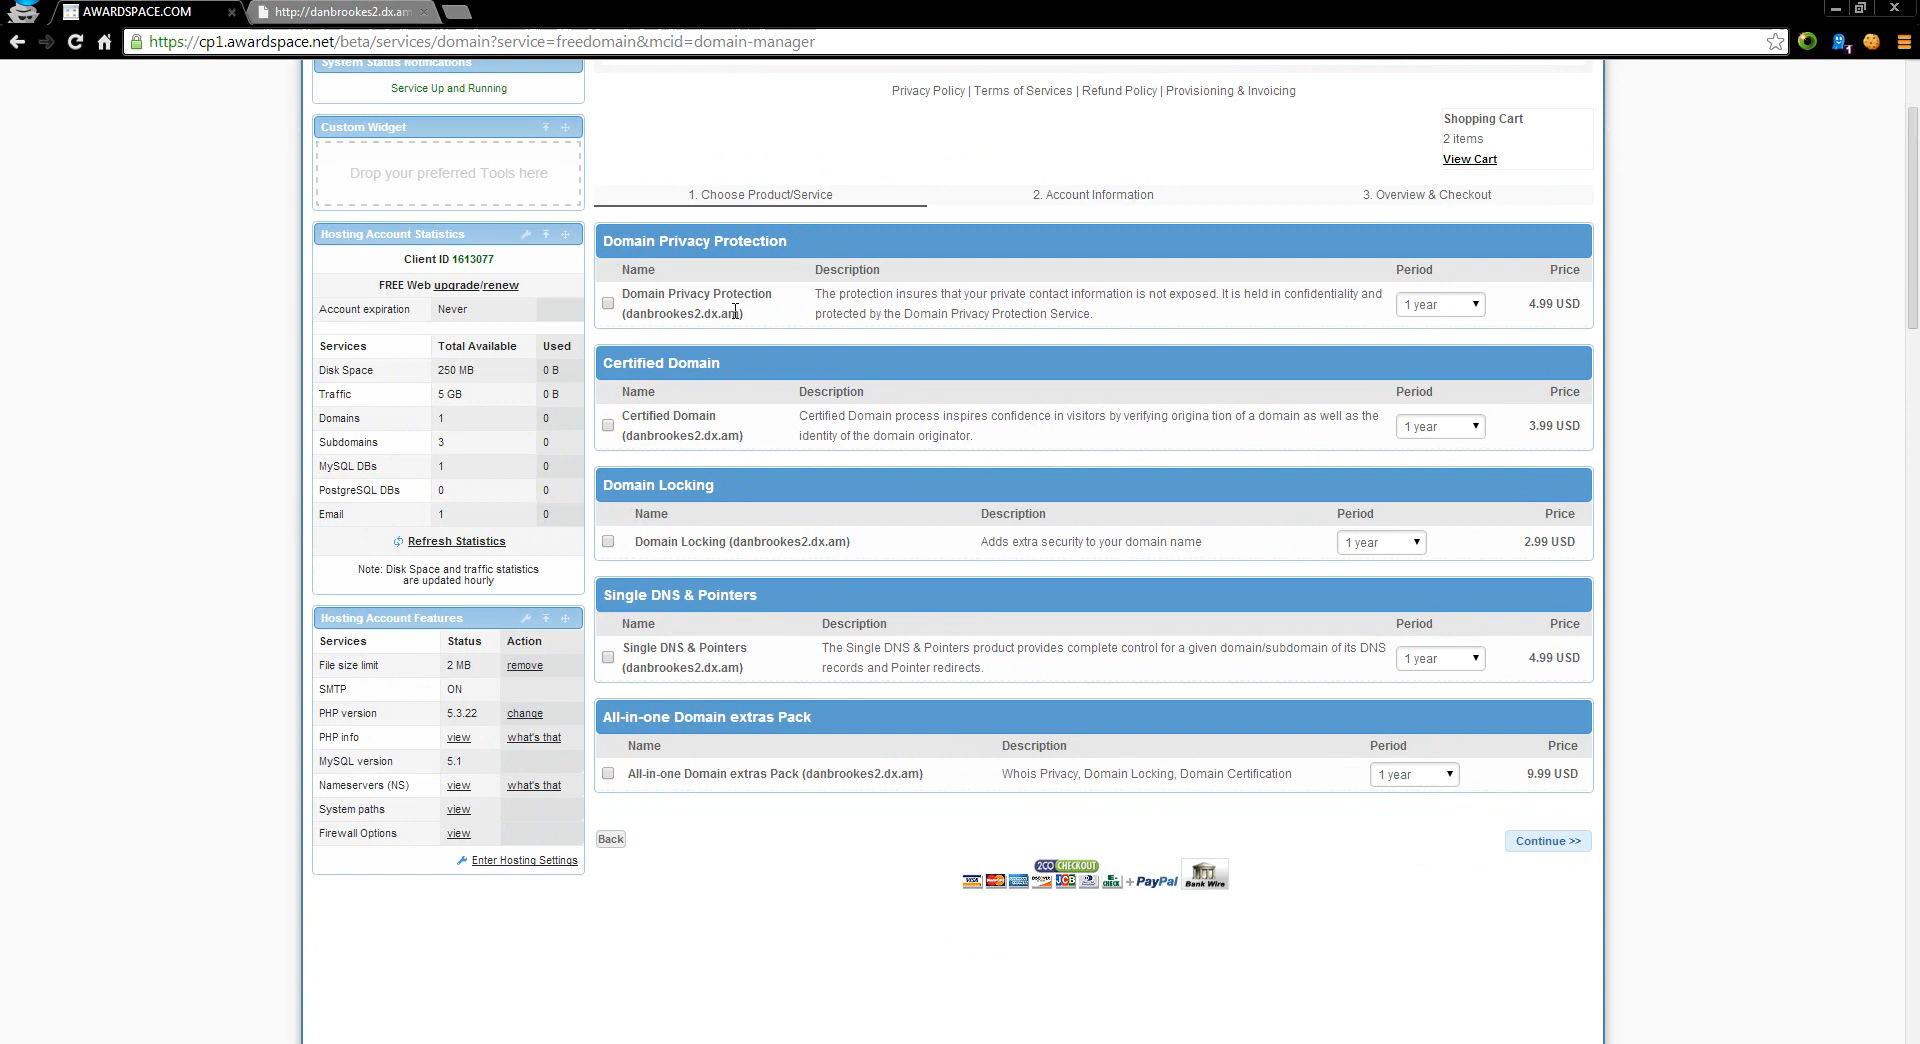 AWARDSPACE.COM
http://danbrookes2.dx.am
https://cp1.awardspace.net/beta/services/domain?service=freedomain&mcid=domain-manager
System Status Notifications
Service Up and Running
Custom Widget
Drop your preferred Tools here
Hosting Account Statistics
Client ID 1613077
FREE Web upgrade/renew
Account expiration Never
Services Total Available Used
Disk Space 250 MB 0 B
Traffic 5 GB 0 B
Domains 1 0
Subdomains 3 0
MySQL DBs 1 0
PostgreSQL DBs 0 0
Email 1 0
Refresh Statistics
Note: Disk Space and traffic statistics
are updated hourly
Hosting Account Features
Services Status Action
File size limit 2 MB remove
SMTP ON
PHP version 5.3.22 change
PHP info view what's that
MySQL version 5.1
Nameservers (NS) view what's that
System paths view
Firewall Options view
Enter Hosting Settings
Privacy Policy | Terms of Services | Refund Policy | Provisioning & Invoicing
Shopping Cart
2 items
View Cart
1. Choose Product/Service 2. Account Information 3. Overview & Checkout
Domain Privacy Protection
Name Description Period Price
Domain Privacy Protection
(danbrookes2.dx.am)
The protection insures that your private contact information is not exposed. It is held in confidentiality and
protected by the Domain Privacy Protection Service.
1 year 4.99 USD
Certified Domain
Name Description Period Price
Certified Domain
(danbrookes2.dx.am)
Certified Domain process inspires confidence in visitors by verifying origina tion of a domain as well as the
identity of the domain originator.
1 year 3.99 USD
Domain Locking
Name Description Period Price
Domain Locking (danbrookes2.dx.am) Adds extra security to your domain name 1 year 2.99 USD
Single DNS & Pointers
Name Description Period Price
Single DNS & Pointers
(danbrookes2.dx.am)
The Single DNS & Pointers product provides complete control for a given domain/subdomain of its DNS
records and Pointer redirects.
1 year 4.99 USD
All-in-one Domain extras Pack
Name Description Period Price
All-in-one Domain extras Pack (danbrookes2.dx.am) Whois Privacy, Domain Locking, Domain Certification 1 year 9.99 USD
Back Continue >>
2CO CHECKOUT
VISA JCB + PayPal Bank Wire